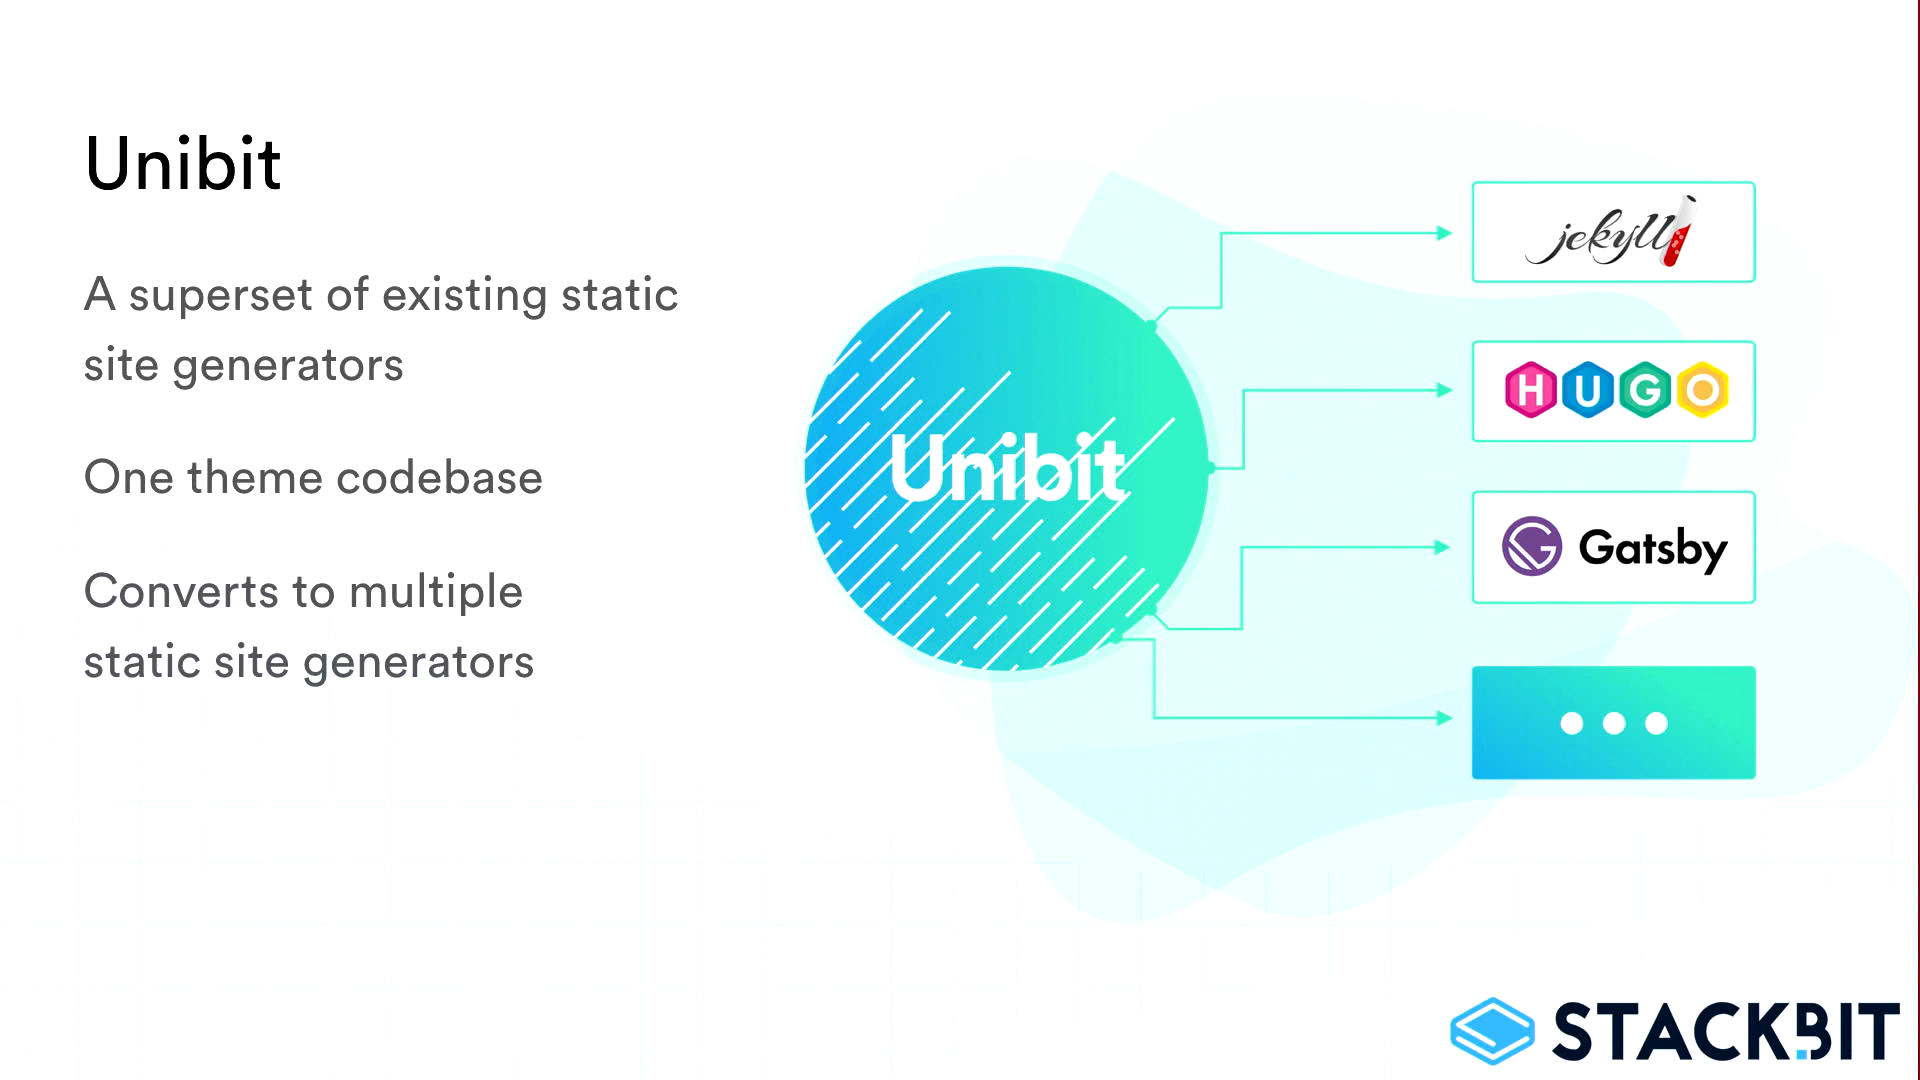 Unibit
A superset of existing static
site generators
One theme codebase
Converts to multiple
static site generators
Unibit
jekyll
HUGO
Gatsby
STACKBIT